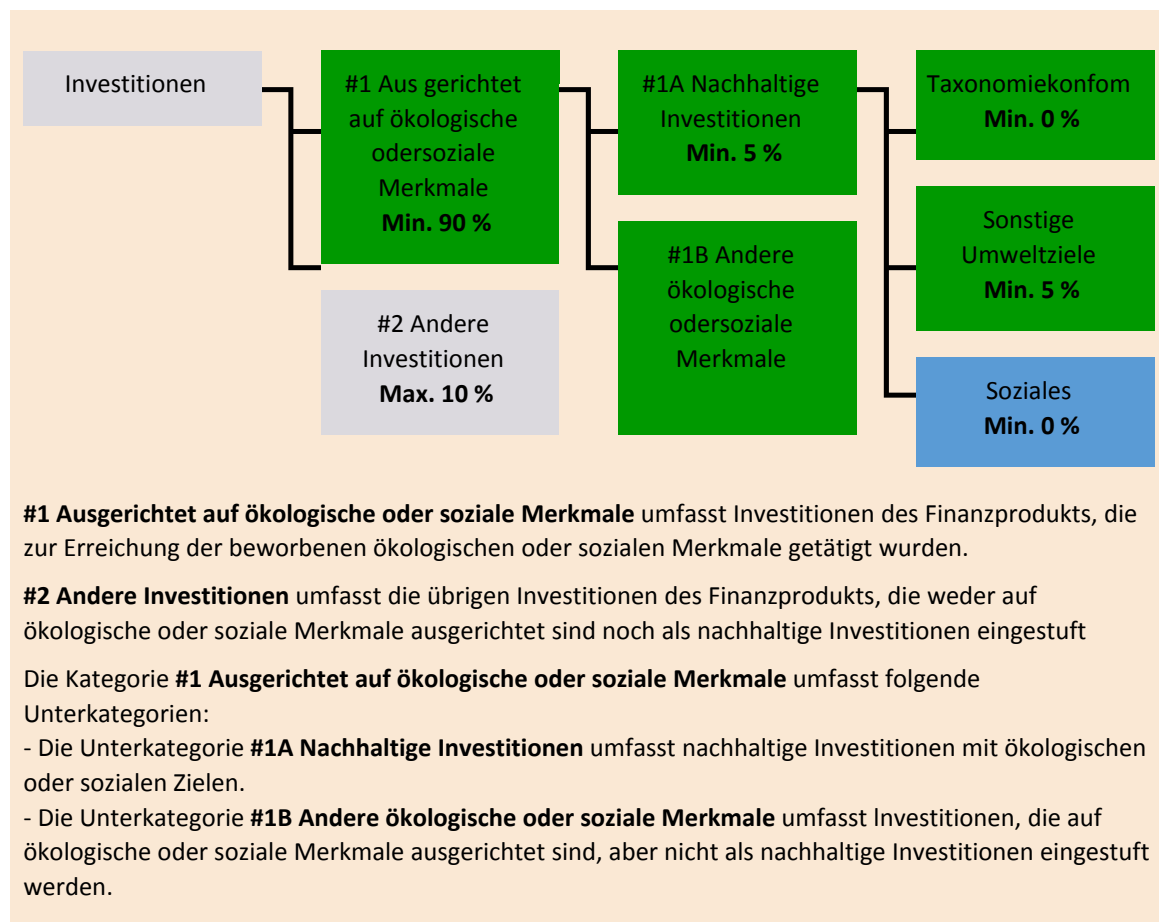 Investitionen
#1 Aus gerichtet
auf ökologische
odersoziale
Merkmale
Min. 90 %
#2 Andere
Investitionen
Max. 10 %
#1A Nachhaltige
Investitionen
Min. 5 %
#1B Andere
ökologische
odersoziale
Merkmale
Taxonomiekonfom
Min. 0 %
Sonstige
Umweltziele
Min. 5 %
Soziales
Min. 0 %
#1 Ausgerichtet auf ökologische oder soziale Merkmale umfasst Investitionen des Finanzprodukts, die
zur Erreichung der beworbenen ökologischen oder sozialen Merkmale getätigt wurden.
#2 Andere Investitionen umfasst die übrigen Investitionen des Finanzprodukts, die weder auf
ökologische oder soziale Merkmale ausgerichtet sind noch als nachhaltige Investitionen eingestuft
Die Kategorie #1 Ausgerichtet auf ökologische oder soziale Merkmale umfasst folgende
Unterkategorien:
- Die Unterkategorie #1A Nachhaltige Investitionen umfasst nachhaltige Investitionen mit ökologischen
oder sozialen Zielen.
- Die Unterkategorie #1B Andere ökologische oder soziale Merkmale umfasst lnvestitionen, die auf
ökologische oder soziale Merkmale ausgerichtet sind, aber nicht als nachhaltige Investitionen eingestuft
werden.